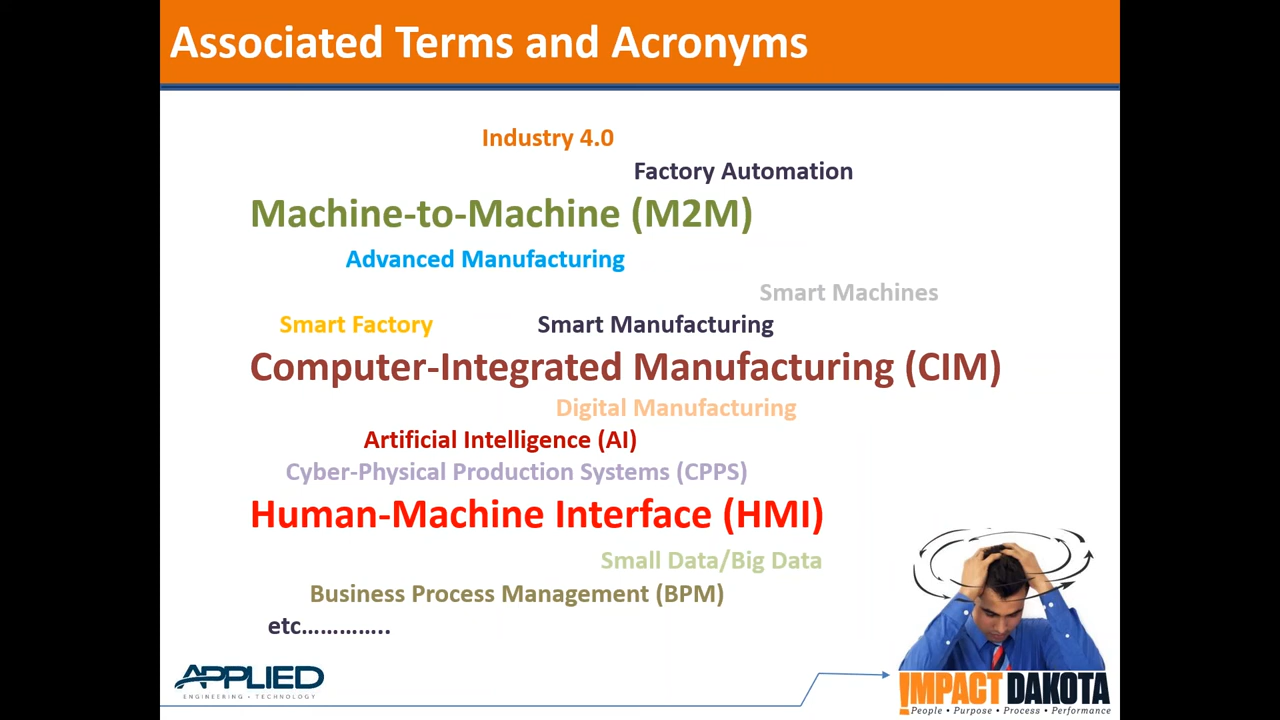 Associated Terms and Acronyms
Industry 4.0
Factory Automation
Machine-to-Machine (M2M)
Advanced Manufacturing
Smart Machines
Smart Factory
Smart Manufacturing
Computer-Integrated Manufacturing (CIM)
Digital Manufacturing
Artificial Intelligence (AI)
Cyber-Physical Production Systems (CPPS)
Human-Machine Interface (HMI)
Small Data/Big Data
Business Process Management (BPM)
etc…………..
APPLIED
ENGINEERING • TECHNOLOGY
IMPACT DAKOTA
People • Purpose • Process • Performance